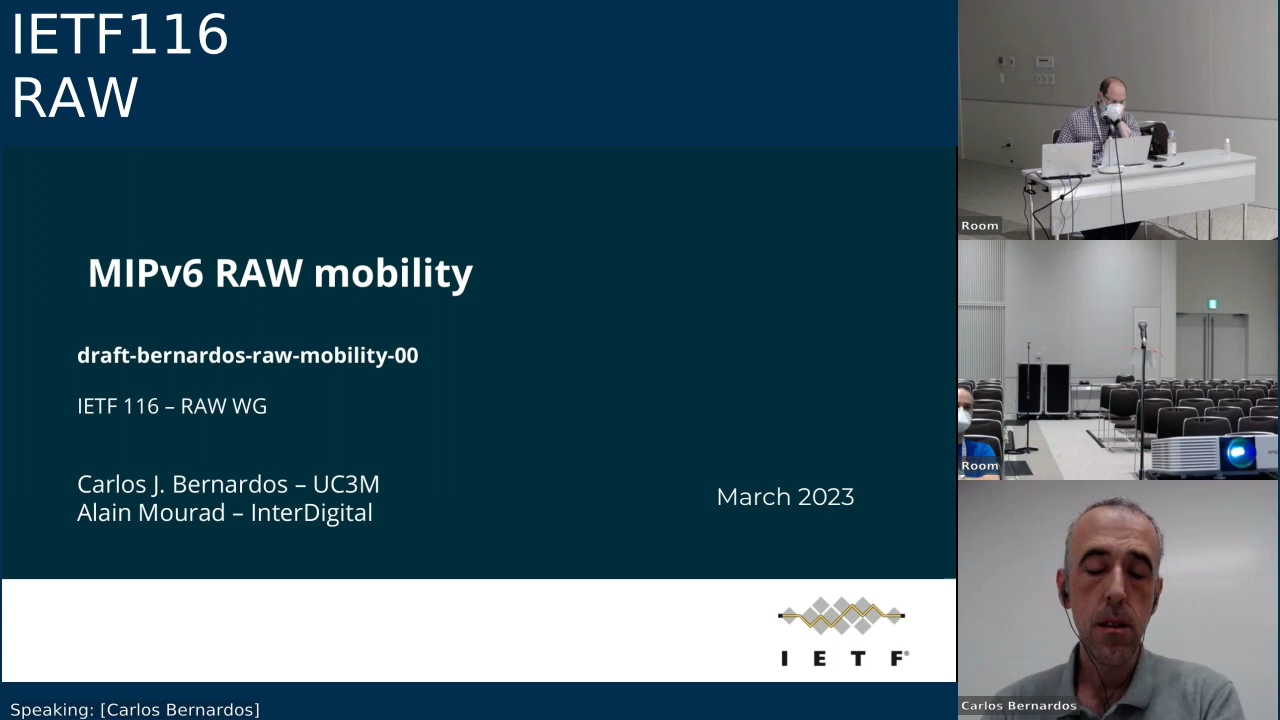 IETF116
RAW
MIPv6 RAW mobility
draft-bernardos-raw-mobility-00
IETF 116 – RAW WG
Carlos J. Bernardos – UC3M
Alain Mourad – InterDigital
March 2023
I E T F®
Speaking: [Carlos Bernardos]
Room
Room
Carlos Bernardos